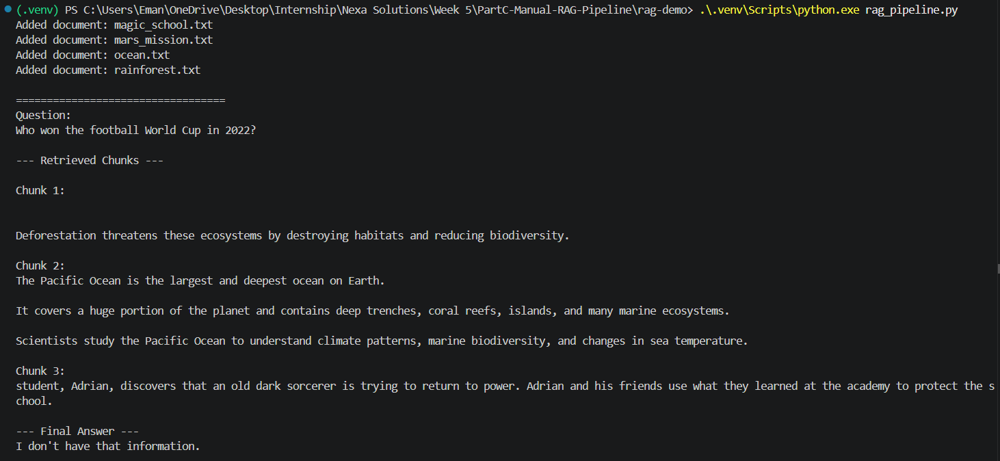 (.venv) PS C:\Users\Eman\OneDrive\Desktop\Internship\Nexa Solutions\Week 5\PartC-Manual-RAG-Pipeline\rag-demo> .\.venv\Scripts\python.exe rag_pipeline.py
Added document: magic_school.txt
Added document: mars_mission.txt
Added document: ocean.txt
Added document: rainforest.txt
==================================
Question:
Who won the football World Cup in 2022?
--- Retrieved Chunks ---
Chunk 1:
Deforestation threatens these ecosystems by destroying habitats and reducing biodiversity.
Chunk 2:
The Pacific Ocean is the largest and deepest ocean on Earth.
It covers a huge portion of the planet and contains deep trenches, coral reefs, islands, and many marine ecosystems.
Scientists study the Pacific Ocean to understand climate patterns, marine biodiversity, and changes in sea temperature.
Chunk 3:
student, Adrian, discovers that an old dark sorcerer is trying to return to power. Adrian and his friends use what they learned at the academy to protect the s
chool.
--- Final Answer ---
I don't have that information.